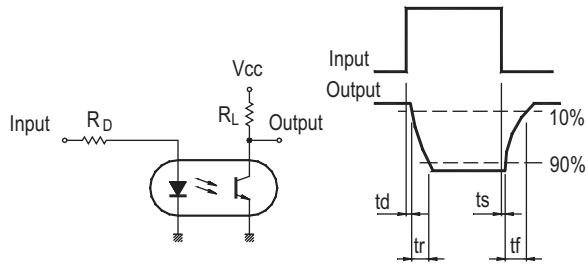 Input
RD
Vcc
RL
Output
Input
Output
10%
90%
td
ts
tr
tf